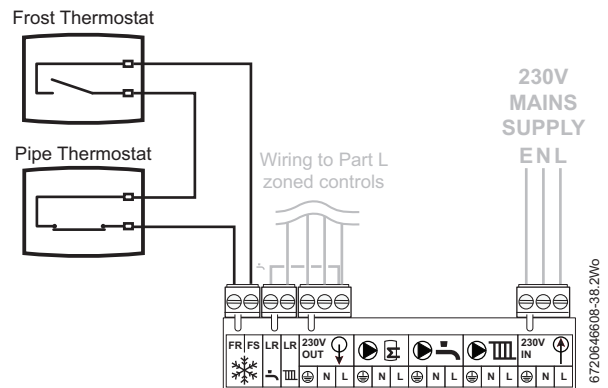 Frost Thermostat
230V
MAINS
SUPPLY
E N L
Pipe Thermostat
Wiring to Part L
zoned controls
FR FS LR LR 230V OUT 230V IN
N L N L N L N L N L
6720646608-38.2Wo